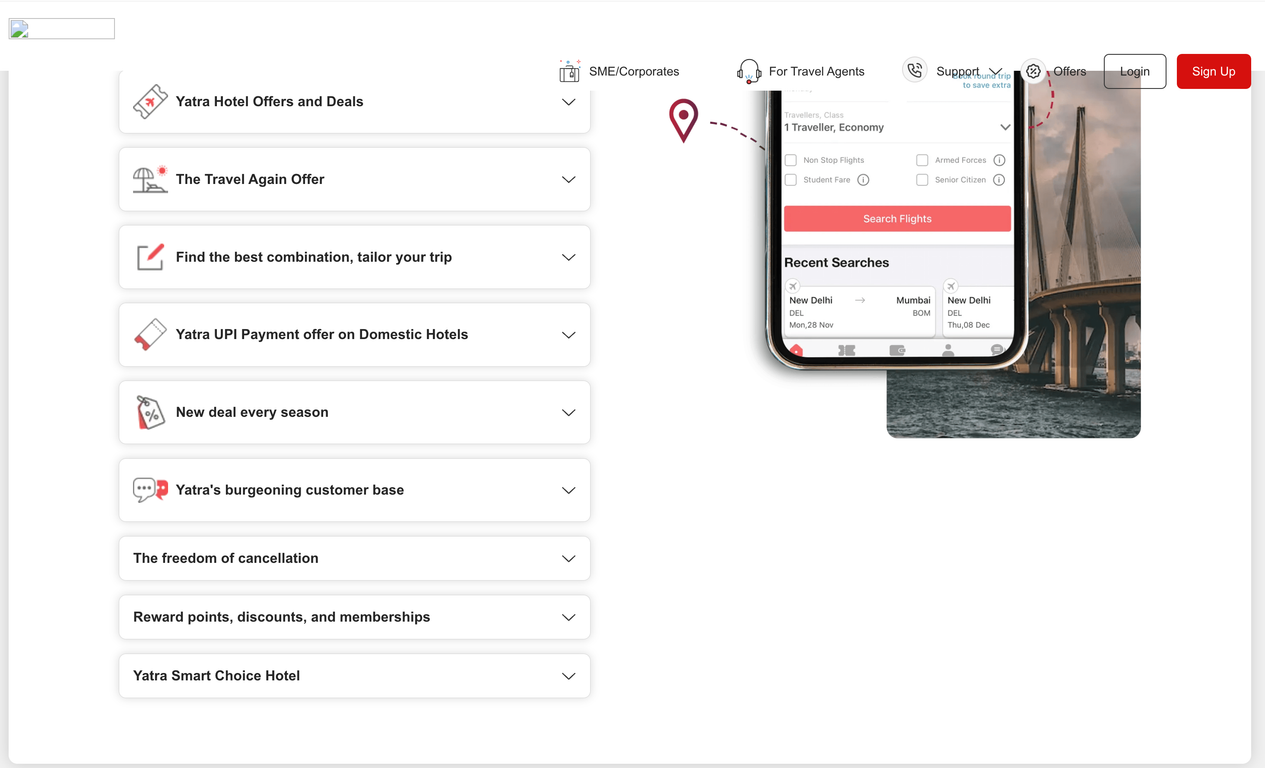 SME/Corporates
For Travel Agents
Support
Offers
Login
Sign Up
Yatra Hotel Offers and Deals
The Travel Again Offer
Find the best combination, tailor your trip
Yatra UPI Payment offer on Domestic Hotels
New deal every season
Yatra's burgeoning customer base
The freedom of cancellation
Reward points, discounts, and memberships
Yatra Smart Choice Hotel
Book round trip
to save extra
Travellers, Class
1 Traveller, Economy
Non Stop Flights
Armed Forces
Student Fare
Senior Citizen
Search Flights
Recent Searches
New Delhi
Mumbai
DEL
BOM
Mon,28 Nov
New Delhi
DEL
Thu,08 Dec